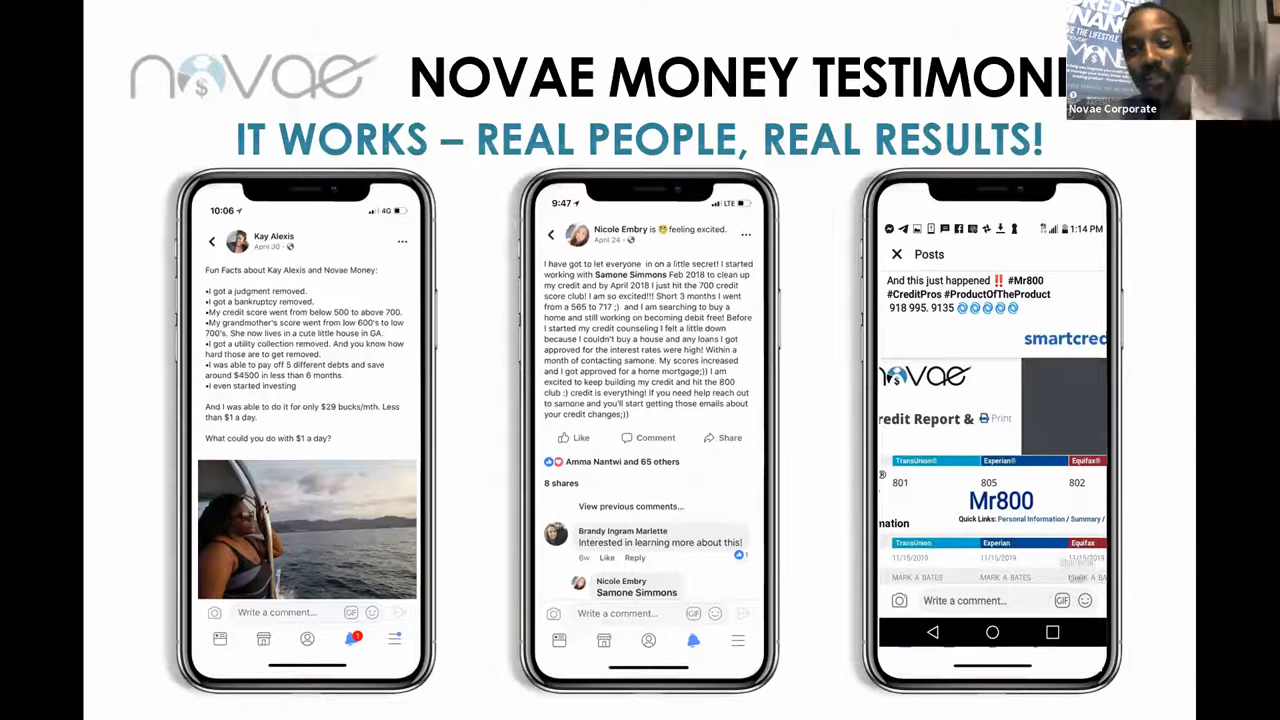 novae
NOVAE MONEY TESTIMONI
IT WORKS – REAL PEOPLE, REAL RESULTS!
Novae Corporate
10:06
4G
Kay Alexis
April 30
Fun Facts about Kay Alexis and Novae Money:
•I got a judgment removed.
•I got a bankruptcy removed.
•My credit score went from below 500 to above 700.
•My grandmother's score went from low 600's to low
700's. She now lives in a cute little house in GA.
•I got a utility collection removed. And you know how
hard those are to get removed.
•I was able to pay off 5 different debts and save
around $4500 in less than 6 months.
•I even started investing
And I was able to do it for only $29 bucks/mth. Less
than $1 a day.
What could you do with $1 a day?
Write a comment...
GIF
1
9:47
LTE
Nicole Embry is feeling excited.
April 24
I have got to let everyone in on a little secret! I started
working with Samone Simmons Feb 2018 to clean up
my credit and by April 2018 I just hit the 700 credit
score club! I am so excited!!! Short 3 months I went
from a 565 to 717 ;) and I am searching to buy a
home and still working on becoming debit free! Before
I started my credit counseling I felt a little down
because I couldn't buy a house and any loans I got
approved for the interest rates were high! Within a
month of contacting samone. My scores increased
and I got approved for a home mortgage;)) I am
excited to keep building my credit and hit the 800
club :) credit is everything! If you need help reach out
to samone and you'll start getting those emails about
your credit changes;))
Like Comment Share
Amma Nantwi and 65 others
8 shares
View previous comments...
Brandy Ingram Marlette
Interested in learning more about this!
6w Like Reply
1
Nicole Embry
Samone Simmons
Write a comment...
GIF
1:14 PM
Posts
And this just happened ‼️ #Mr800
#CreditPros #ProductOfTheProduct
918 995. 9135
smartcred
novae
redit Report & Print
TransUnion® Experian® Equifax®
801 805 802
Mr800
mation
Quick Links: Personal Information / Summary /
TransUnion Experian Equifax
11/15/2019 11/15/2019 11/15/2019
MARK A BATES MARK A BATES MARK A BA
Write a comment...
GIF